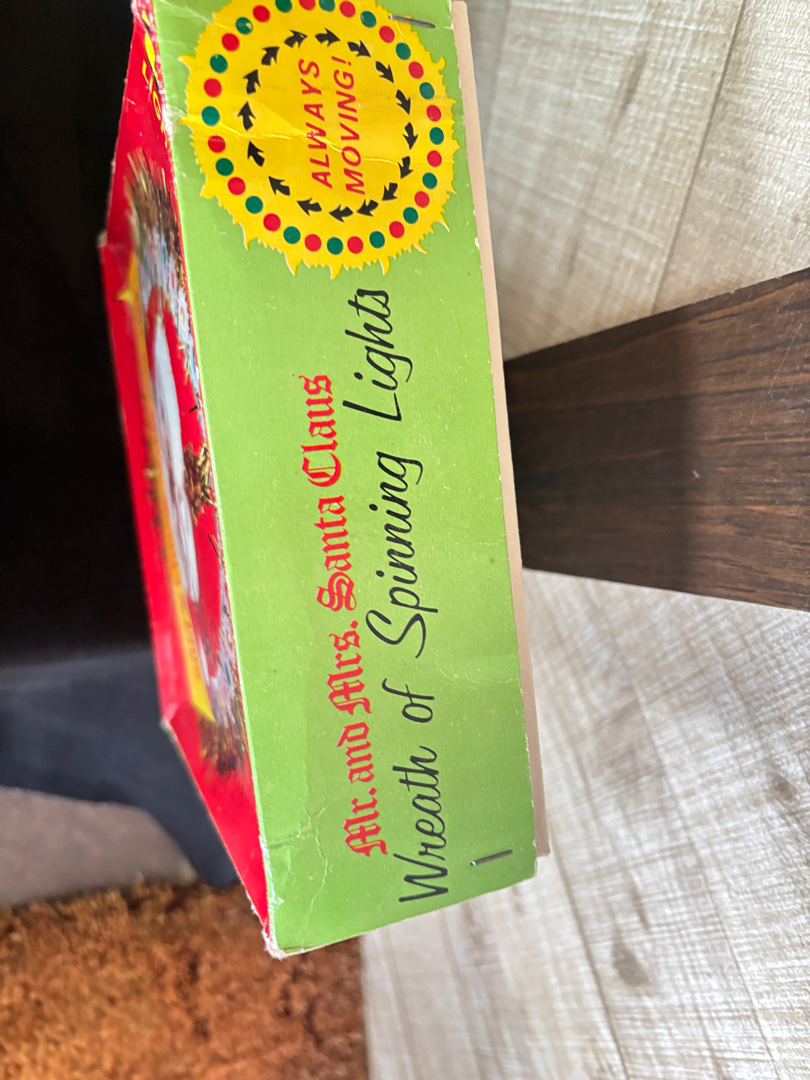 ALWAYS
MOVING!
Mr. and Mrs. Santa Claus
Wreath of Spinning Lights